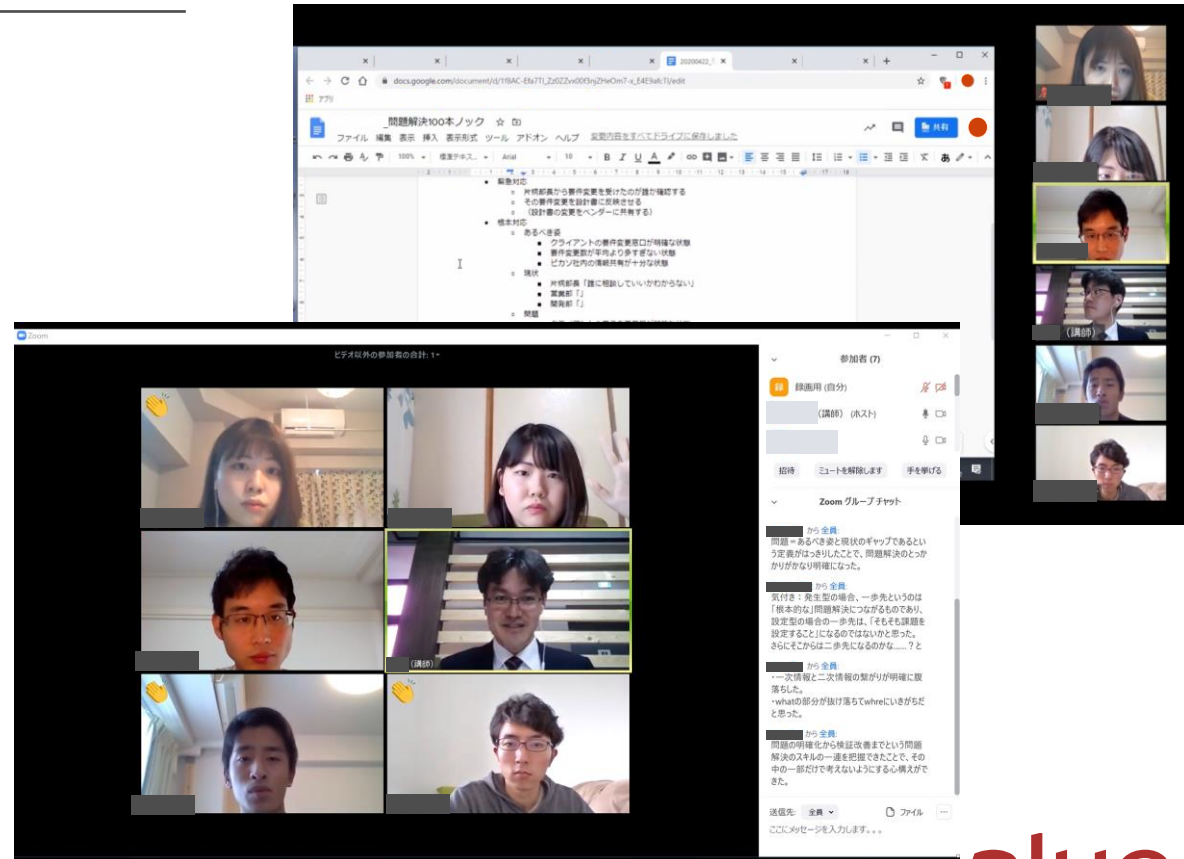 20200422_
docs.google.com/document/d/
アプリ
_問題解決100本ノック
共有
ファイル 編集 表示 挿入 表示形式 ツール アドオン ヘルプ 変更内容をすべてドライブに保存しました
100% 標準テキス... Arial 10 B I U A あ
緊急対応
片桐部長から要件変更を受けたのが誰か確認する
その要件変更を設計書に反映させる
（設計書の変更をベンダーに共有する）
根本対応
あるべき姿
クライアントの要件変更窓口が明確な状態
要件変更数が平均より多すぎない状態
ピカソ社内の情報共有が十分な状態
現状
片桐部長「誰に相談していいかわからない」
営業部「」
開発部「」
問題
（講師）
Zoom
ビデオ以外の参加者の合計: 1
（講師）
参加者 (7)
録 録画用 (自分)
（講師） (ホスト)
招待 ミュートを解除します 手を挙げる
Zoom グループ チャット
から 全員:
問題＝あるべき姿と現状のギャップであるとい
う定義がはっきりしたことで、問題解決のとっか
かりがかなり明確になった。
から 全員:
気付き：発生型の場合、一歩先というのは
「根本的な」問題解決につながるものであり、
設定型の場合の一歩先は、「そもそも課題を
設定すること」になるのではないかと思った。
さらにそこからは二歩先になるのかな……？と
から 全員:
・一次情報と二次情報の繋がりが明確に腹
落ちした。
・whatの部分が抜け落ちてwhreにいきがちだ
と思った。
から 全員:
問題の明確化から検証改善までという問題
解決のスキルの一連を把握できたことで、その
中の一部だけで考えないようにする心構えがで
きた。
送信先: 全員 ファイル ...
ここにメッセージを入力します。。。
alue